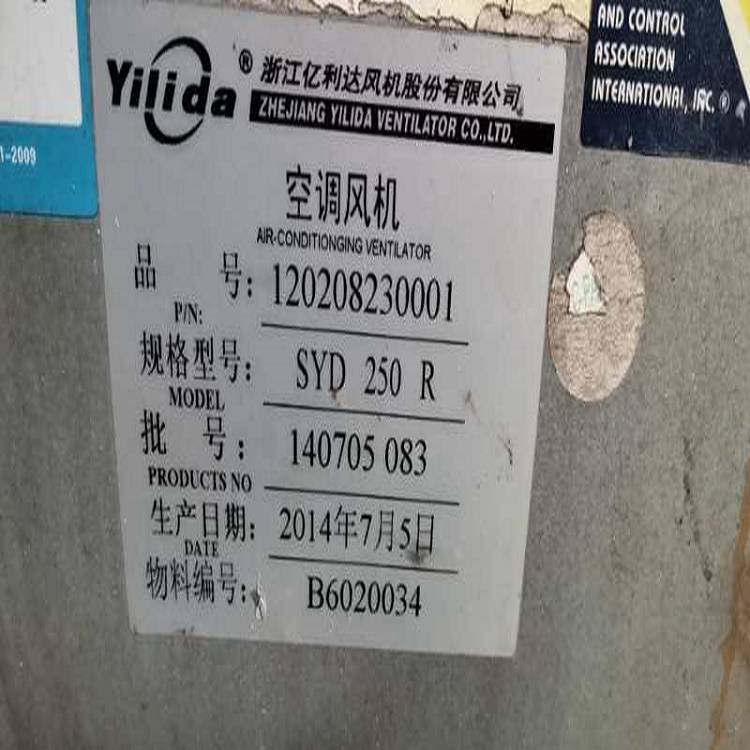 Yilida ® 浙江亿利达风机股份有限公司
ZHEJIANG YILIDA VENTILATOR CO.,LTD.
空调风机
AIR-CONDITIONGING VENTILATOR
品 号: 120208230001
P/N:
规格型号: SYD 250 R
MODEL
批 号: 140705 083
PRODUCTS NO
生产日期: 2014年7月5日
DATE
物料编号: B6020034
AND CONTROL
ASSOCIATION
INTERNATIONAL, INC. ®
1-2009